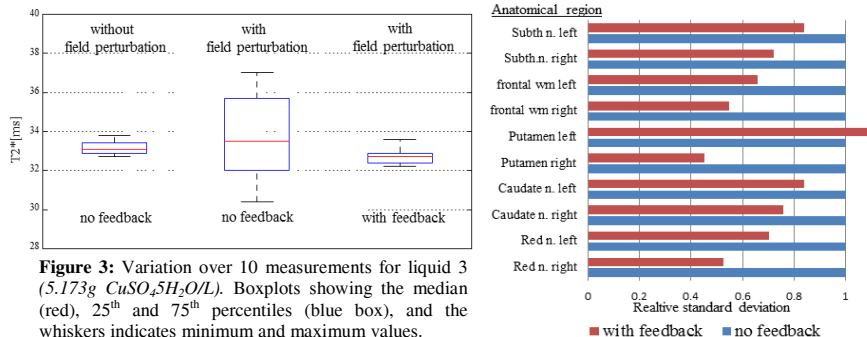 40
38
36
34
32
30
28
T2*[ms]
without
field perturbation
with
field perturbation
with
field perturbation
no feedback
no feedback
with feedback
Figure 3: Variation over 10 measurements for liquid 3
(5.173g CuSO45H2O/L). Boxplots showing the median
(red), 25th and 75th percentiles (blue box), and the
whiskers indicates minimum and maximum values.
Anatomical region
Subth n. left
Subth.n. right
frontal wm left
frontal wm right
Putamen left
Putamen right
Caudate n. left
Caudate n. right
Red n. left
Red n. right
0 0.2 0.4 0.6 0.8 1
Realtive standard deviation
with feedback no feedback